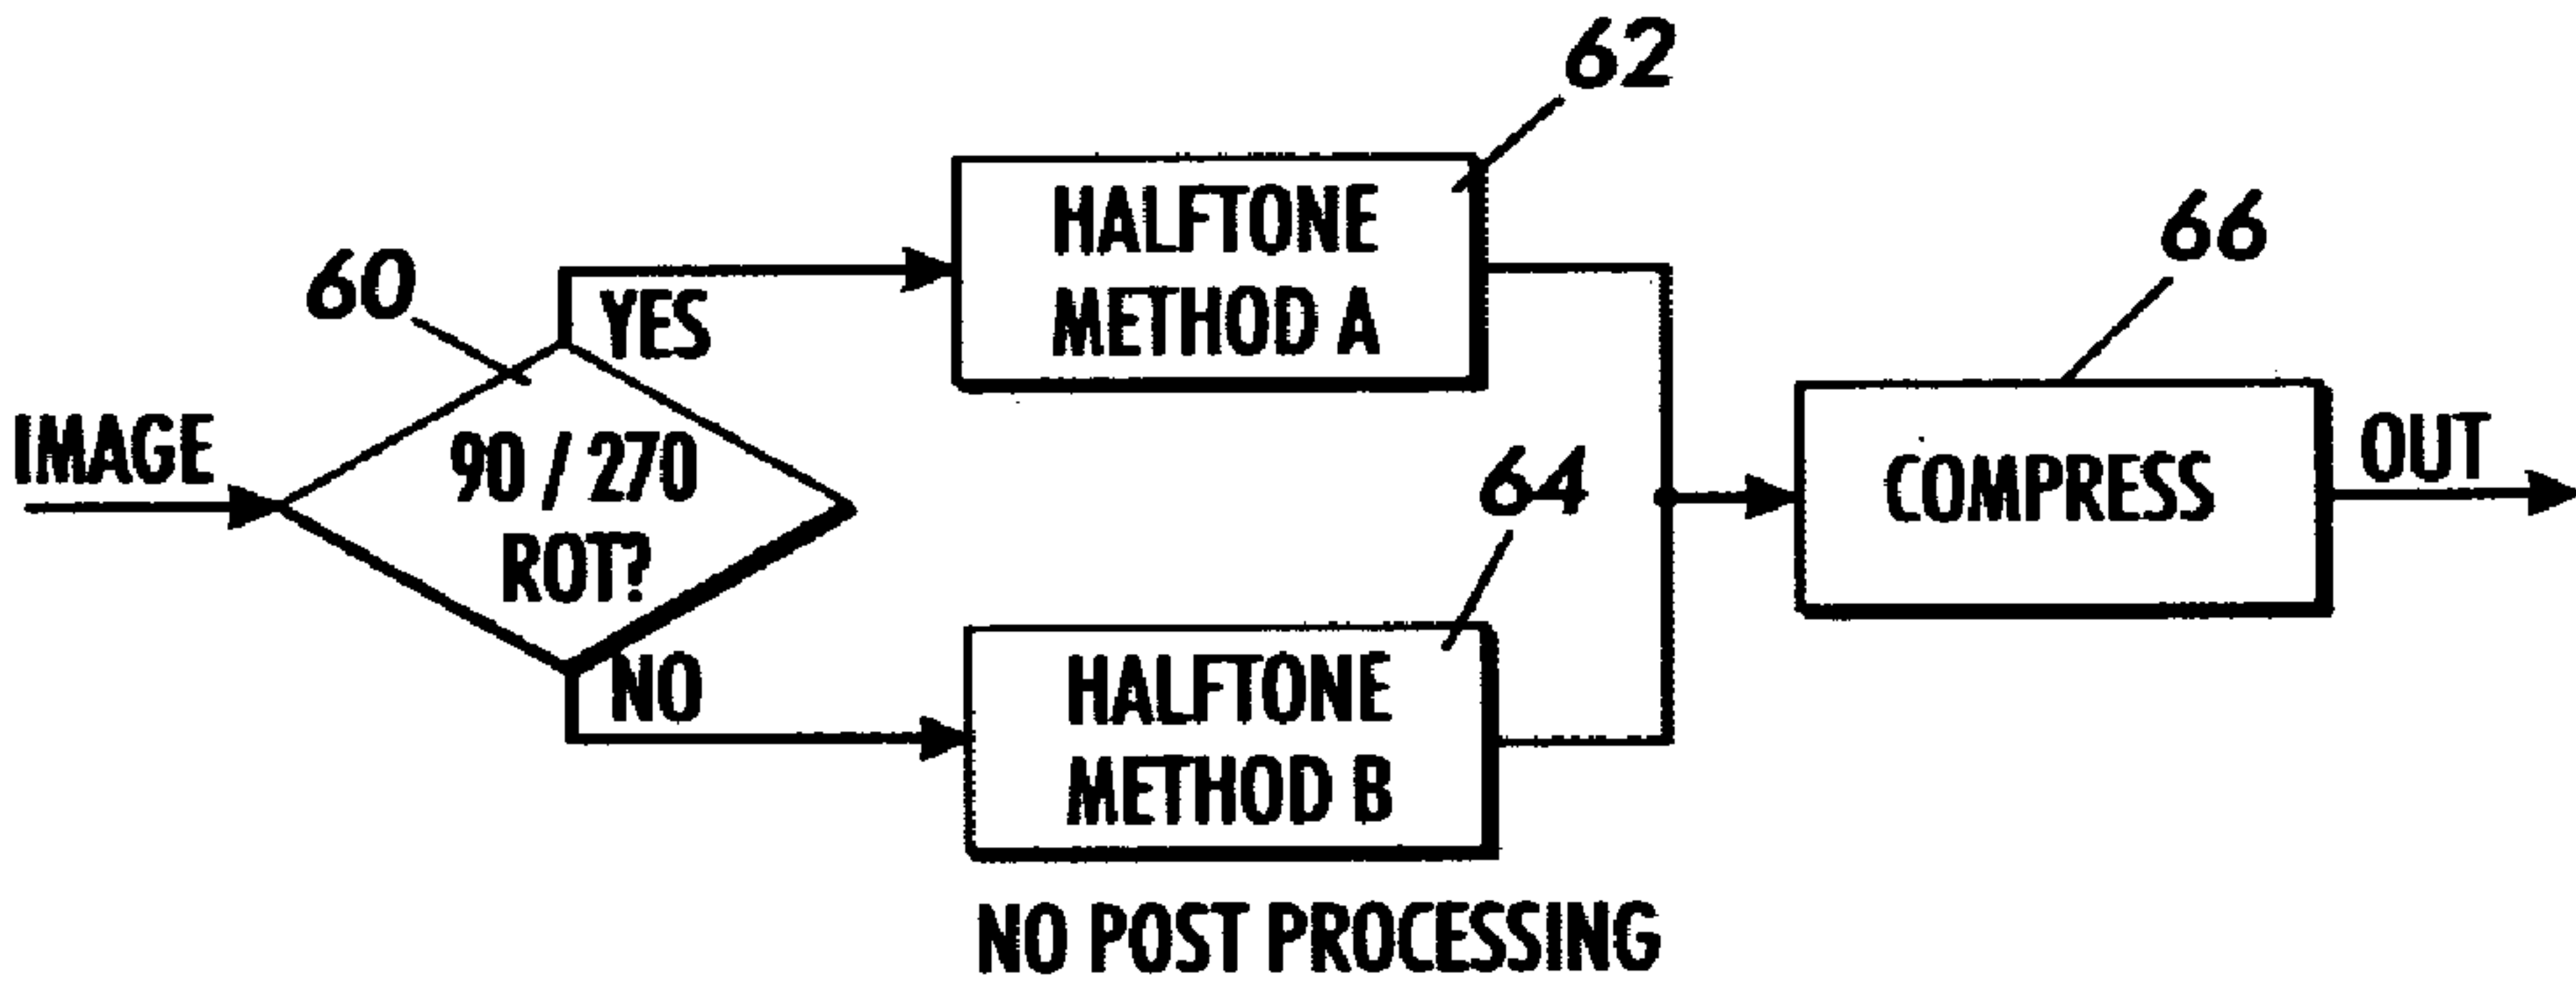 62
HALFTONE
METHOD A
66
60
YES
IMAGE
90 / 270
ROT?
COMPRESS
OUT
64
NO
HALFTONE
METHOD B
NO POST PROCESSING